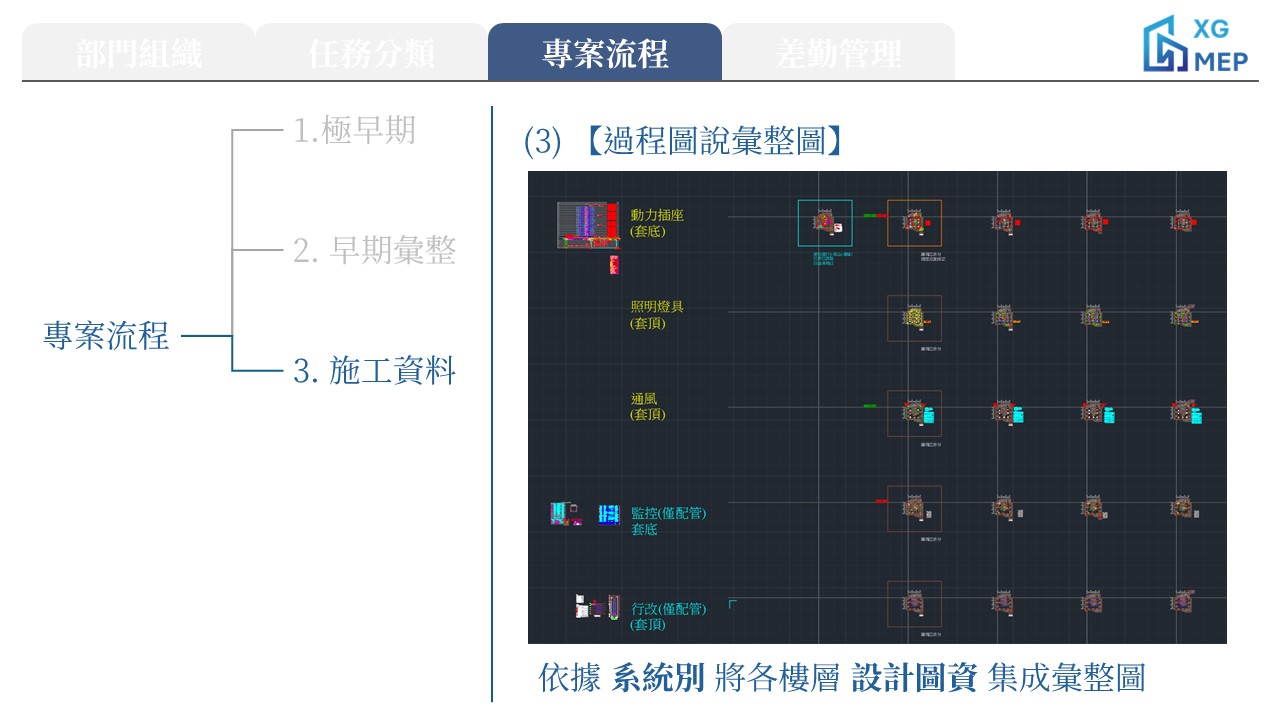 部門組織
任務分類
專案流程
差勤管理
XG
MEP
1.極早期
2. 早期彙整
專案流程
3. 施工資料
(3) 【過程圖說彙整圖】
動力插座
(套底)
照明燈具
(套頂)
通風
(套頂)
監控(僅配管)
套底
行改(僅配管)
(套頂)
依據 系統別 將各樓層 設計圖資 集成彙整圖